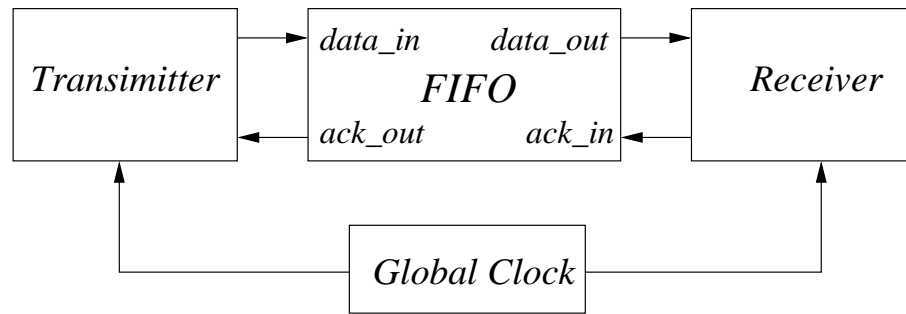 data_in data_out
Transimitter FIFO Receiver
ack_out ack_in
Global Clock